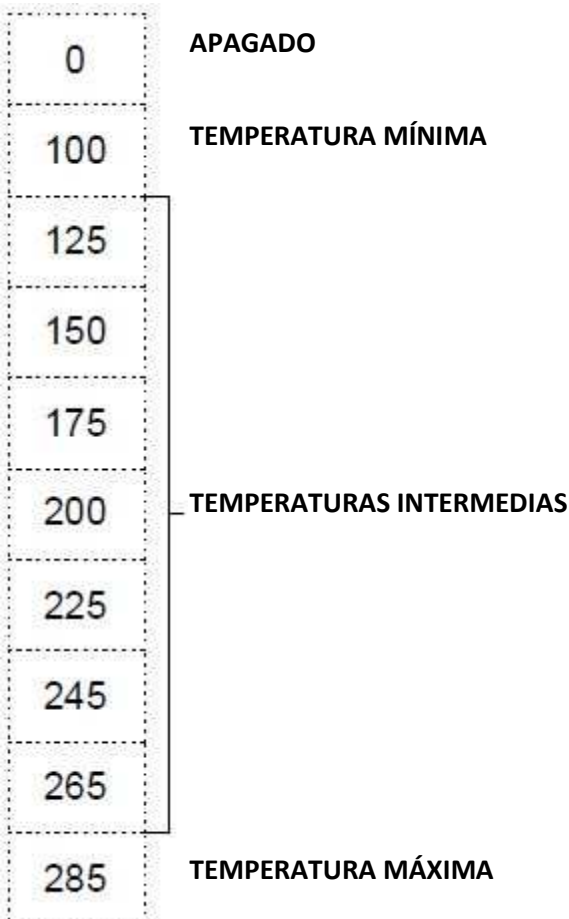 0 APAGADO
100 TEMPERATURA MÍNIMA
125
150
175
200 TEMPERATURAS INTERMEDIAS
225
245
265
285 TEMPERATURA MÁXIMA